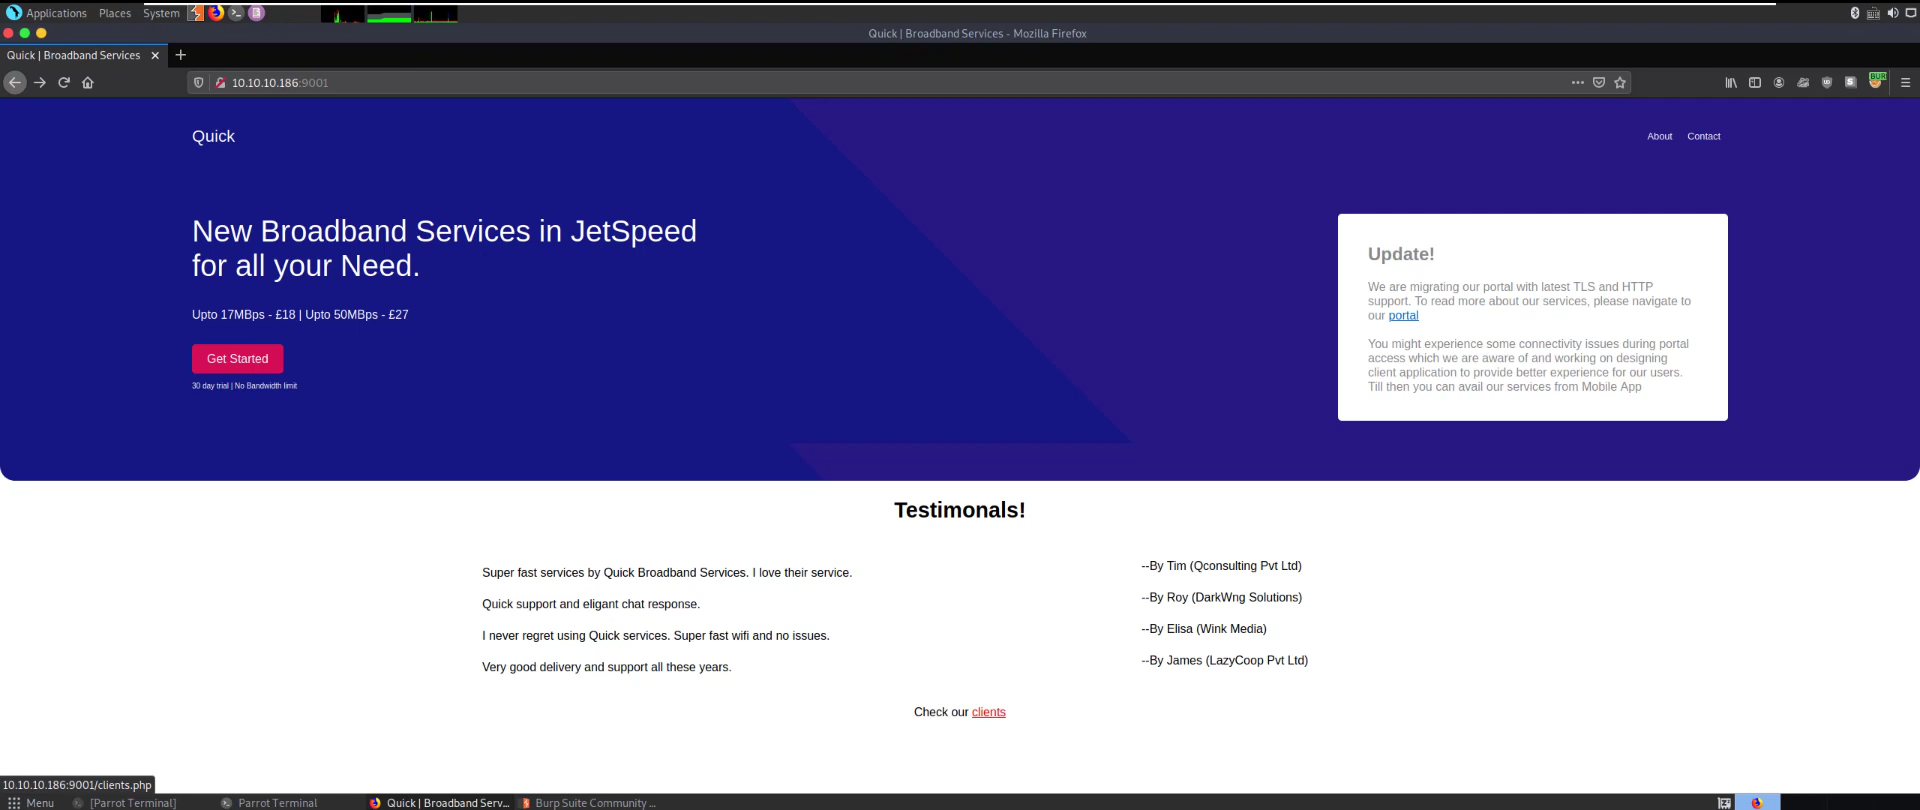 Applications Places System
Quick | Broadband Services - Mozilla Firefox
Quick | Broadband Services
10.10.10.186:9001
BUR
Quick
About Contact
New Broadband Services in JetSpeed
for all your Need.
Upto 17MBps - £18 | Upto 50MBps - £27
Get Started
30 day trial | No Bandwidth limit
Update!
We are migrating our portal with latest TLS and HTTP
support. To read more about our services, please navigate to
our portal
You might experience some connectivity issues during portal
access which we are aware of and working on designing
client application to provide better experience for our users.
Till then you can avail our services from Mobile App
Testimonals!
Super fast services by Quick Broadband Services. I love their service.
--By Tim (Qconsulting Pvt Ltd)
Quick support and eligant chat response.
--By Roy (DarkWng Solutions)
I never regret using Quick services. Super fast wifi and no issues.
--By Elisa (Wink Media)
Very good delivery and support all these years.
--By James (LazyCoop Pvt Ltd)
Check our clients
10.10.10.186:9001/clients.php
Menu [Parrot Terminal] Parrot Terminal Quick | Broadband Serv... Burp Suite Community ...